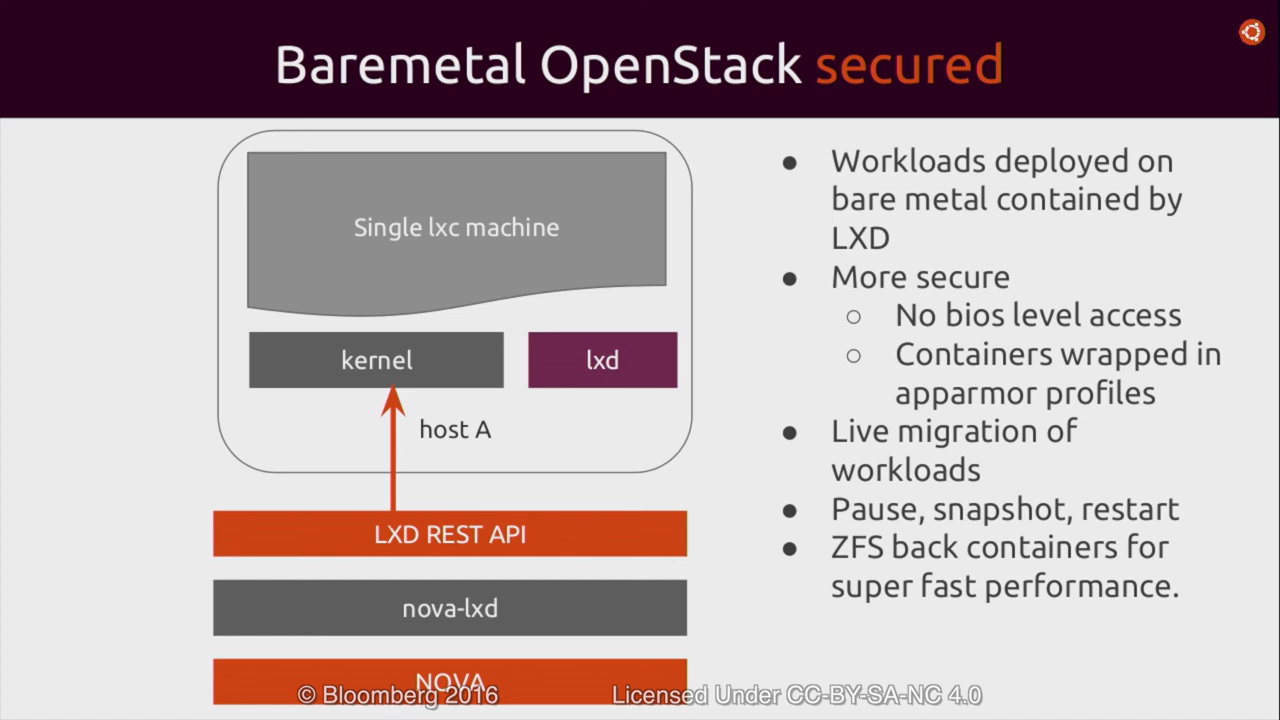 Baremetal OpenStack secured
Single lxc machine
kernel
lxd
host A
LXD REST API
nova-lxd
NOVA
● Workloads deployed on
bare metal contained by
LXD
● More secure
○ No bios level access
○ Containers wrapped in
apparmor profiles
● Live migration of
workloads
● Pause, snapshot, restart
● ZFS back containers for
super fast performance.
© Bloomberg 2016
Licensed Under CC-BY-SA-NC 4.0